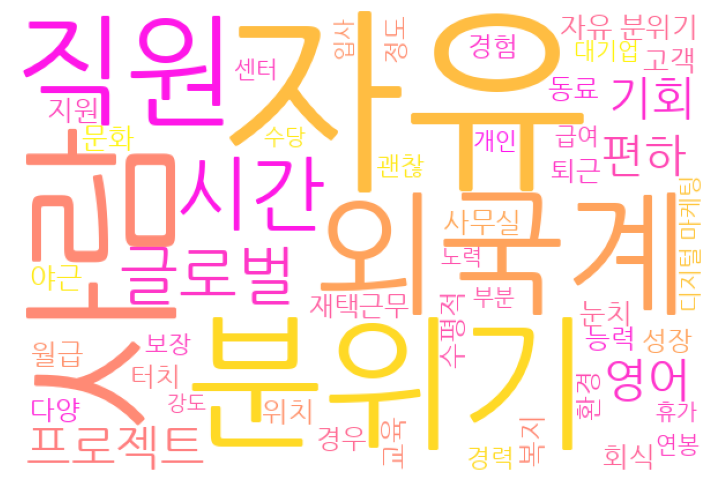 직원
자유
자유 분위기
입사
정도
경험
대기업
고객
센터
지원
문화
수당
괜찮
동료
기회
개인
급여
퇴근
편하
사람
시간
외국계
사무실
디지털 마케팅
글로벌
야근
노력
재택근무
부분
수평적
눈치
능력
성장
분위기
월급
보장
터치
다양
강도
위치
영어
환경
휴가
프로젝트
경우
교육
경력
복지
회식
연봉